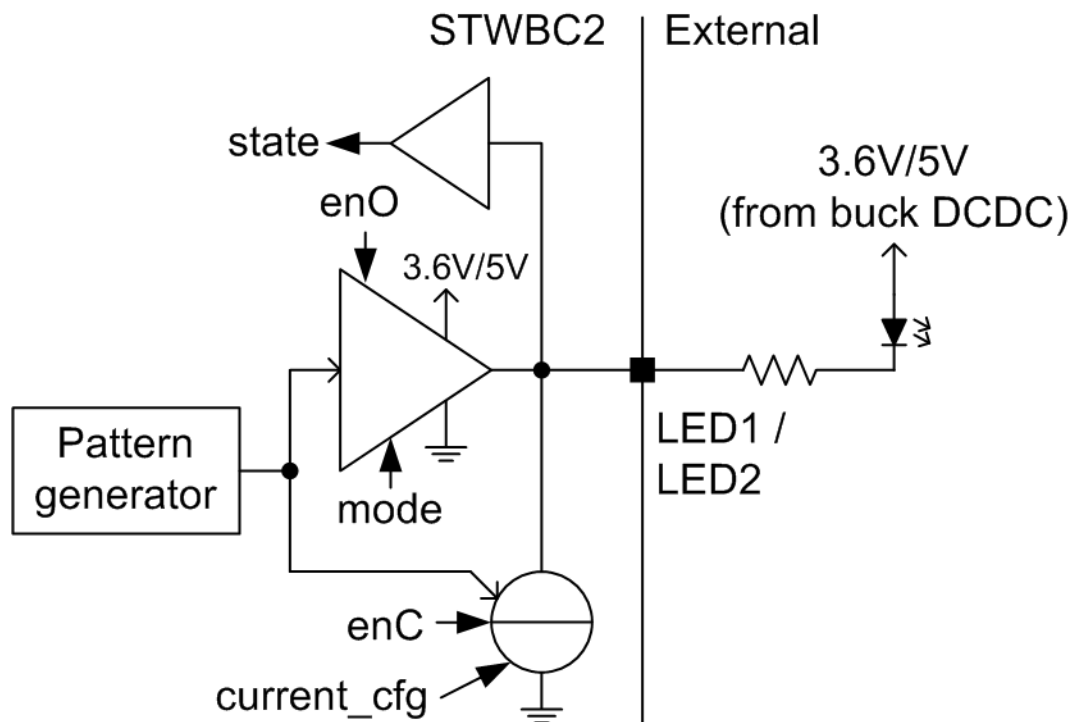 STWBC2
External
state
3.6V/5V
(from buck DCDC)
enO
3.6V/5V
Pattern
generator
LED1 /
LED2
mode
enC
current_cfg